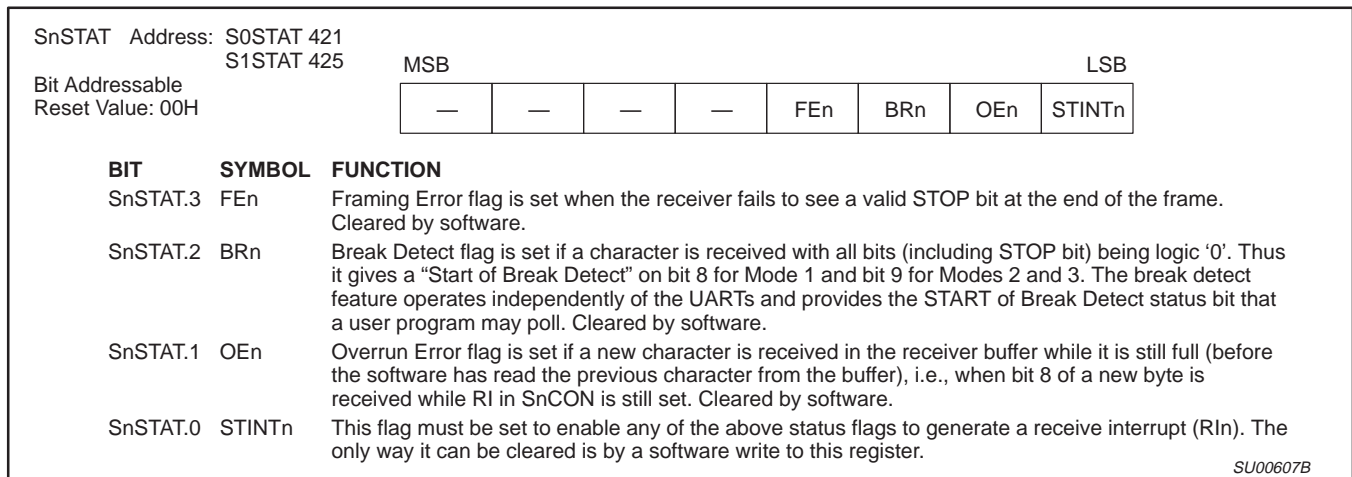 SnSTAT Address: S0STAT 421
S1STAT 425
MSB LSB
Bit Addressable
Reset Value: 00H
— — — — FEn BRn OEn STINTn
BIT SYMBOL FUNCTION
SnSTAT.3 FEn Framing Error flag is set when the receiver fails to see a valid STOP bit at the end of the frame.
Cleared by software.
SnSTAT.2 BRn Break Detect flag is set if a character is received with all bits (including STOP bit) being logic ‘0’. Thus
it gives a “Start of Break Detect” on bit 8 for Mode 1 and bit 9 for Modes 2 and 3. The break detect
feature operates independently of the UARTs and provides the START of Break Detect status bit that
a user program may poll. Cleared by software.
SnSTAT.1 OEn Overrun Error flag is set if a new character is received in the receiver buffer while it is still full (before
the software has read the previous character from the buffer), i.e., when bit 8 of a new byte is
received while RI in SnCON is still set. Cleared by software.
SnSTAT.0 STINTn This flag must be set to enable any of the above status flags to generate a receive interrupt (RIn). The
only way it can be cleared is by a software write to this register.
SU00607B